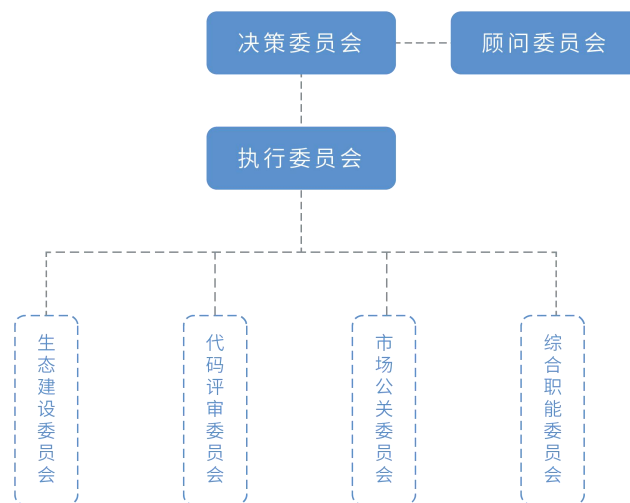 决策委员会
顾问委员会
执行委员会
生态建设委员会
代码评审委员会
市场公关委员会
综合职能委员会